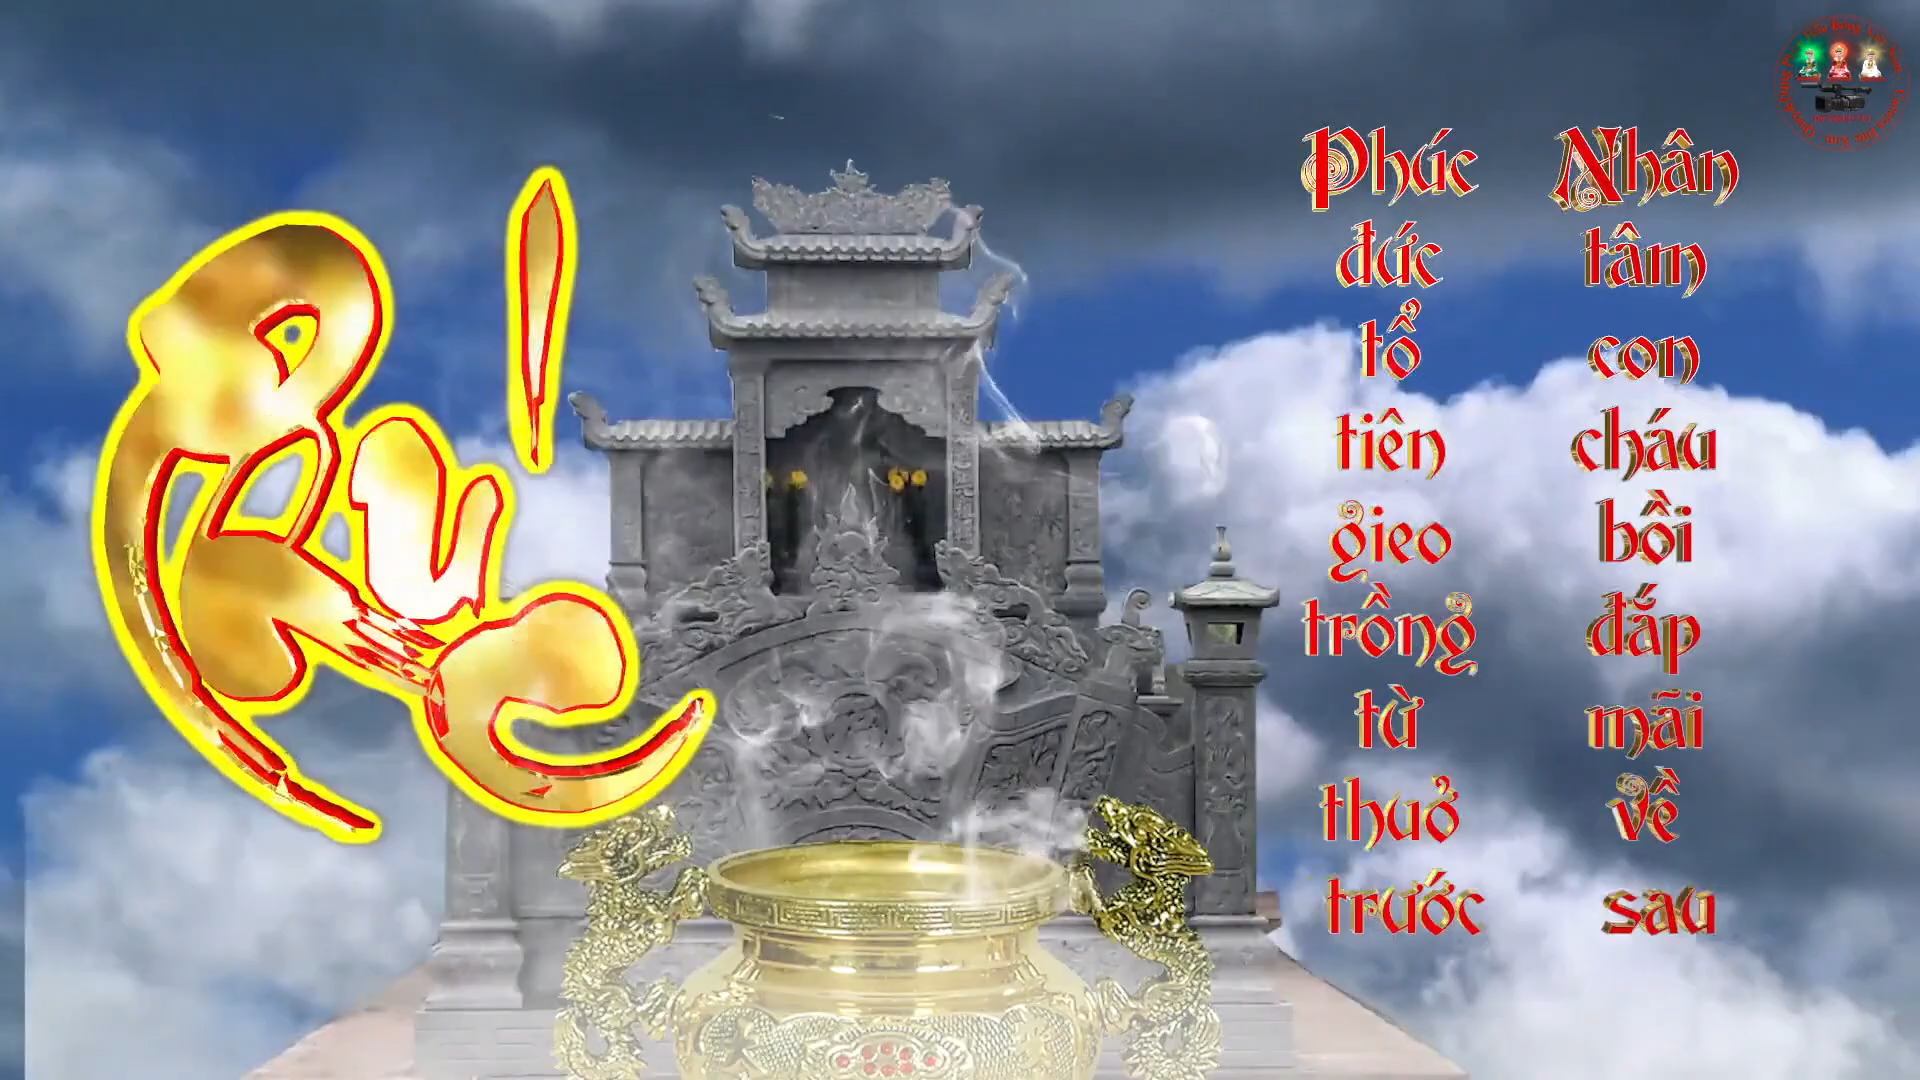 Phúc
Phúc
đức
tổ
tiên
gieo
trồng
từ
thuở
trước
Nhân
tâm
con
cháu
bồi
đắp
mãi
về
sau